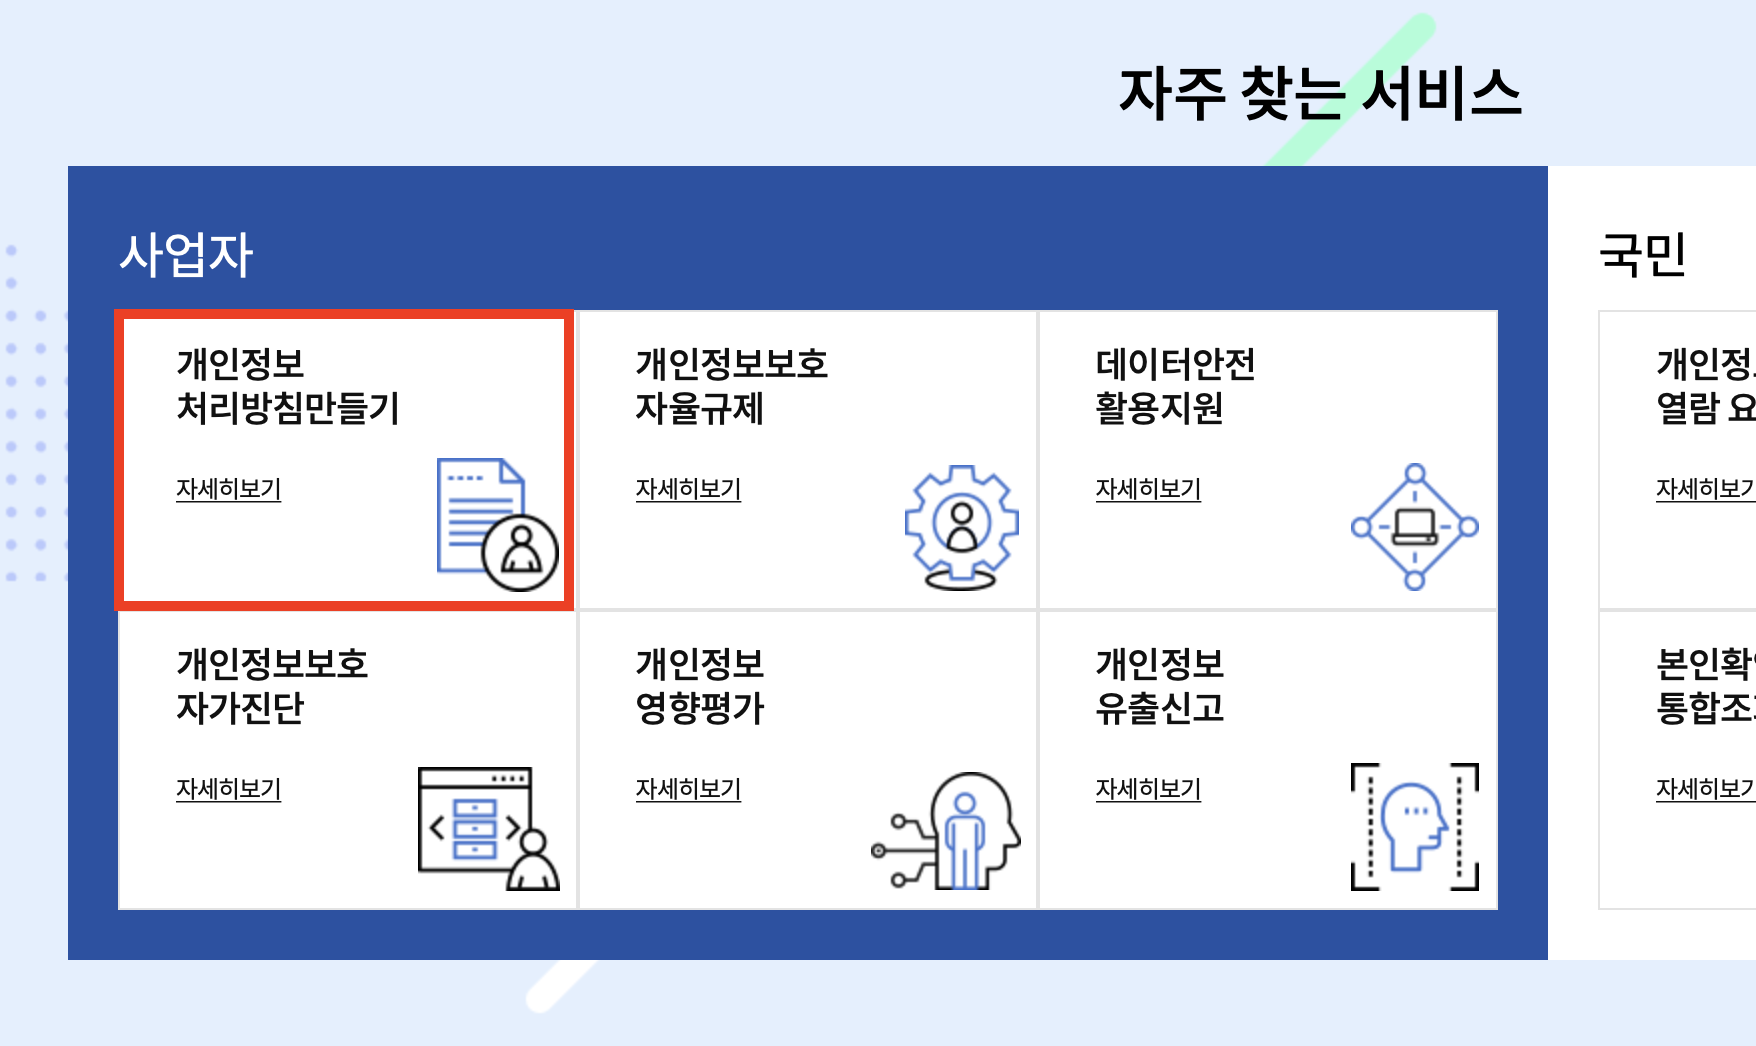 자주 찾는 서비스
사업자
개인정보
처리방침만들기
자세히보기
개인정보보호
자율규제
자세히보기
데이터안전
활용지원
자세히보기
개인정보보호
자가진단
자세히보기
개인정보
영향평가
자세히보기
개인정보
유출신고
자세히보기
국민
개인정
열람
자세히보기
본인확
통합조
자세히보기